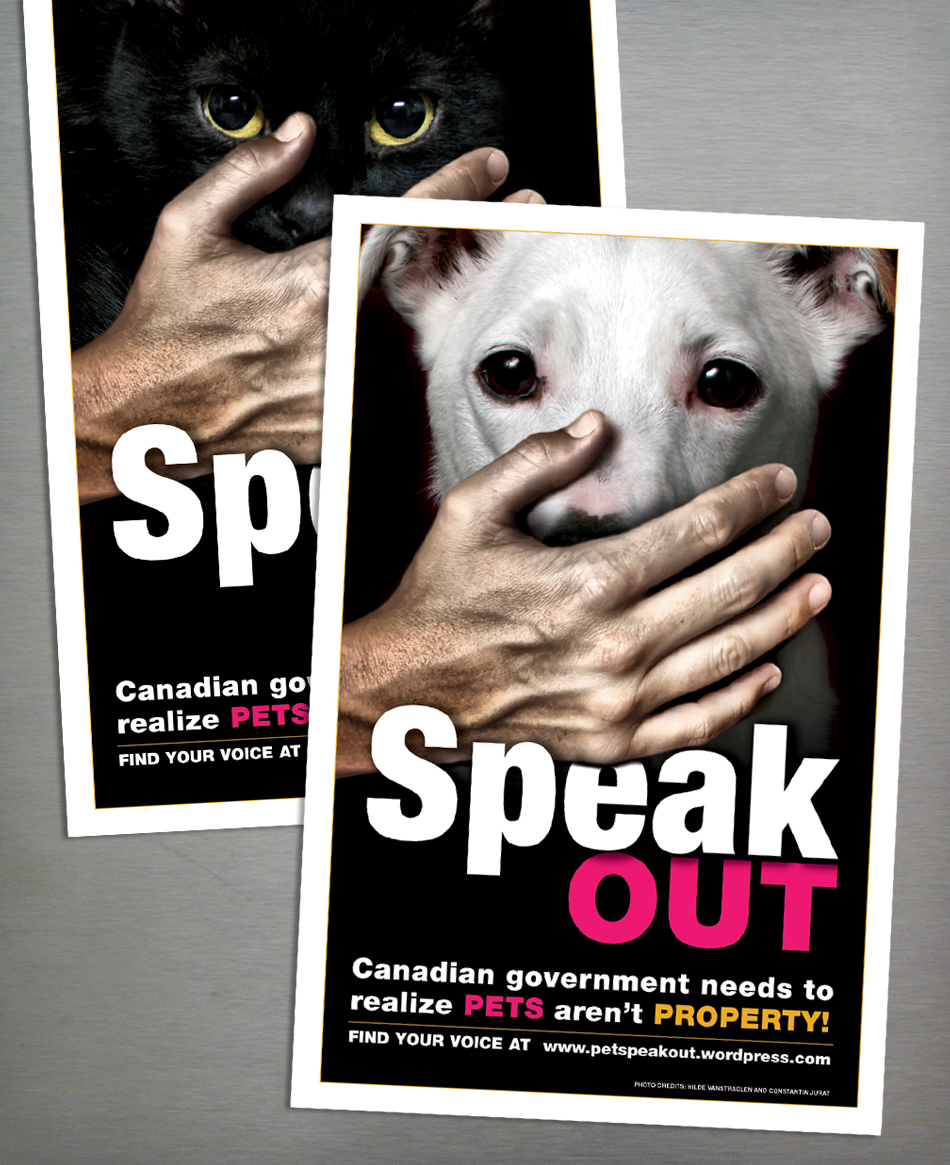 Sp
Canadian
realize PETS
FIND YOUR VOICE AT
Speak
OUT
Canadian government needs to
realize PETS aren't PROPERTY!
FIND YOUR VOICE AT www.petspeakout.wordpress.com
PHOTO CREDITS: HILDE VANSTRAELEN AND CONSTANTIN JURAT